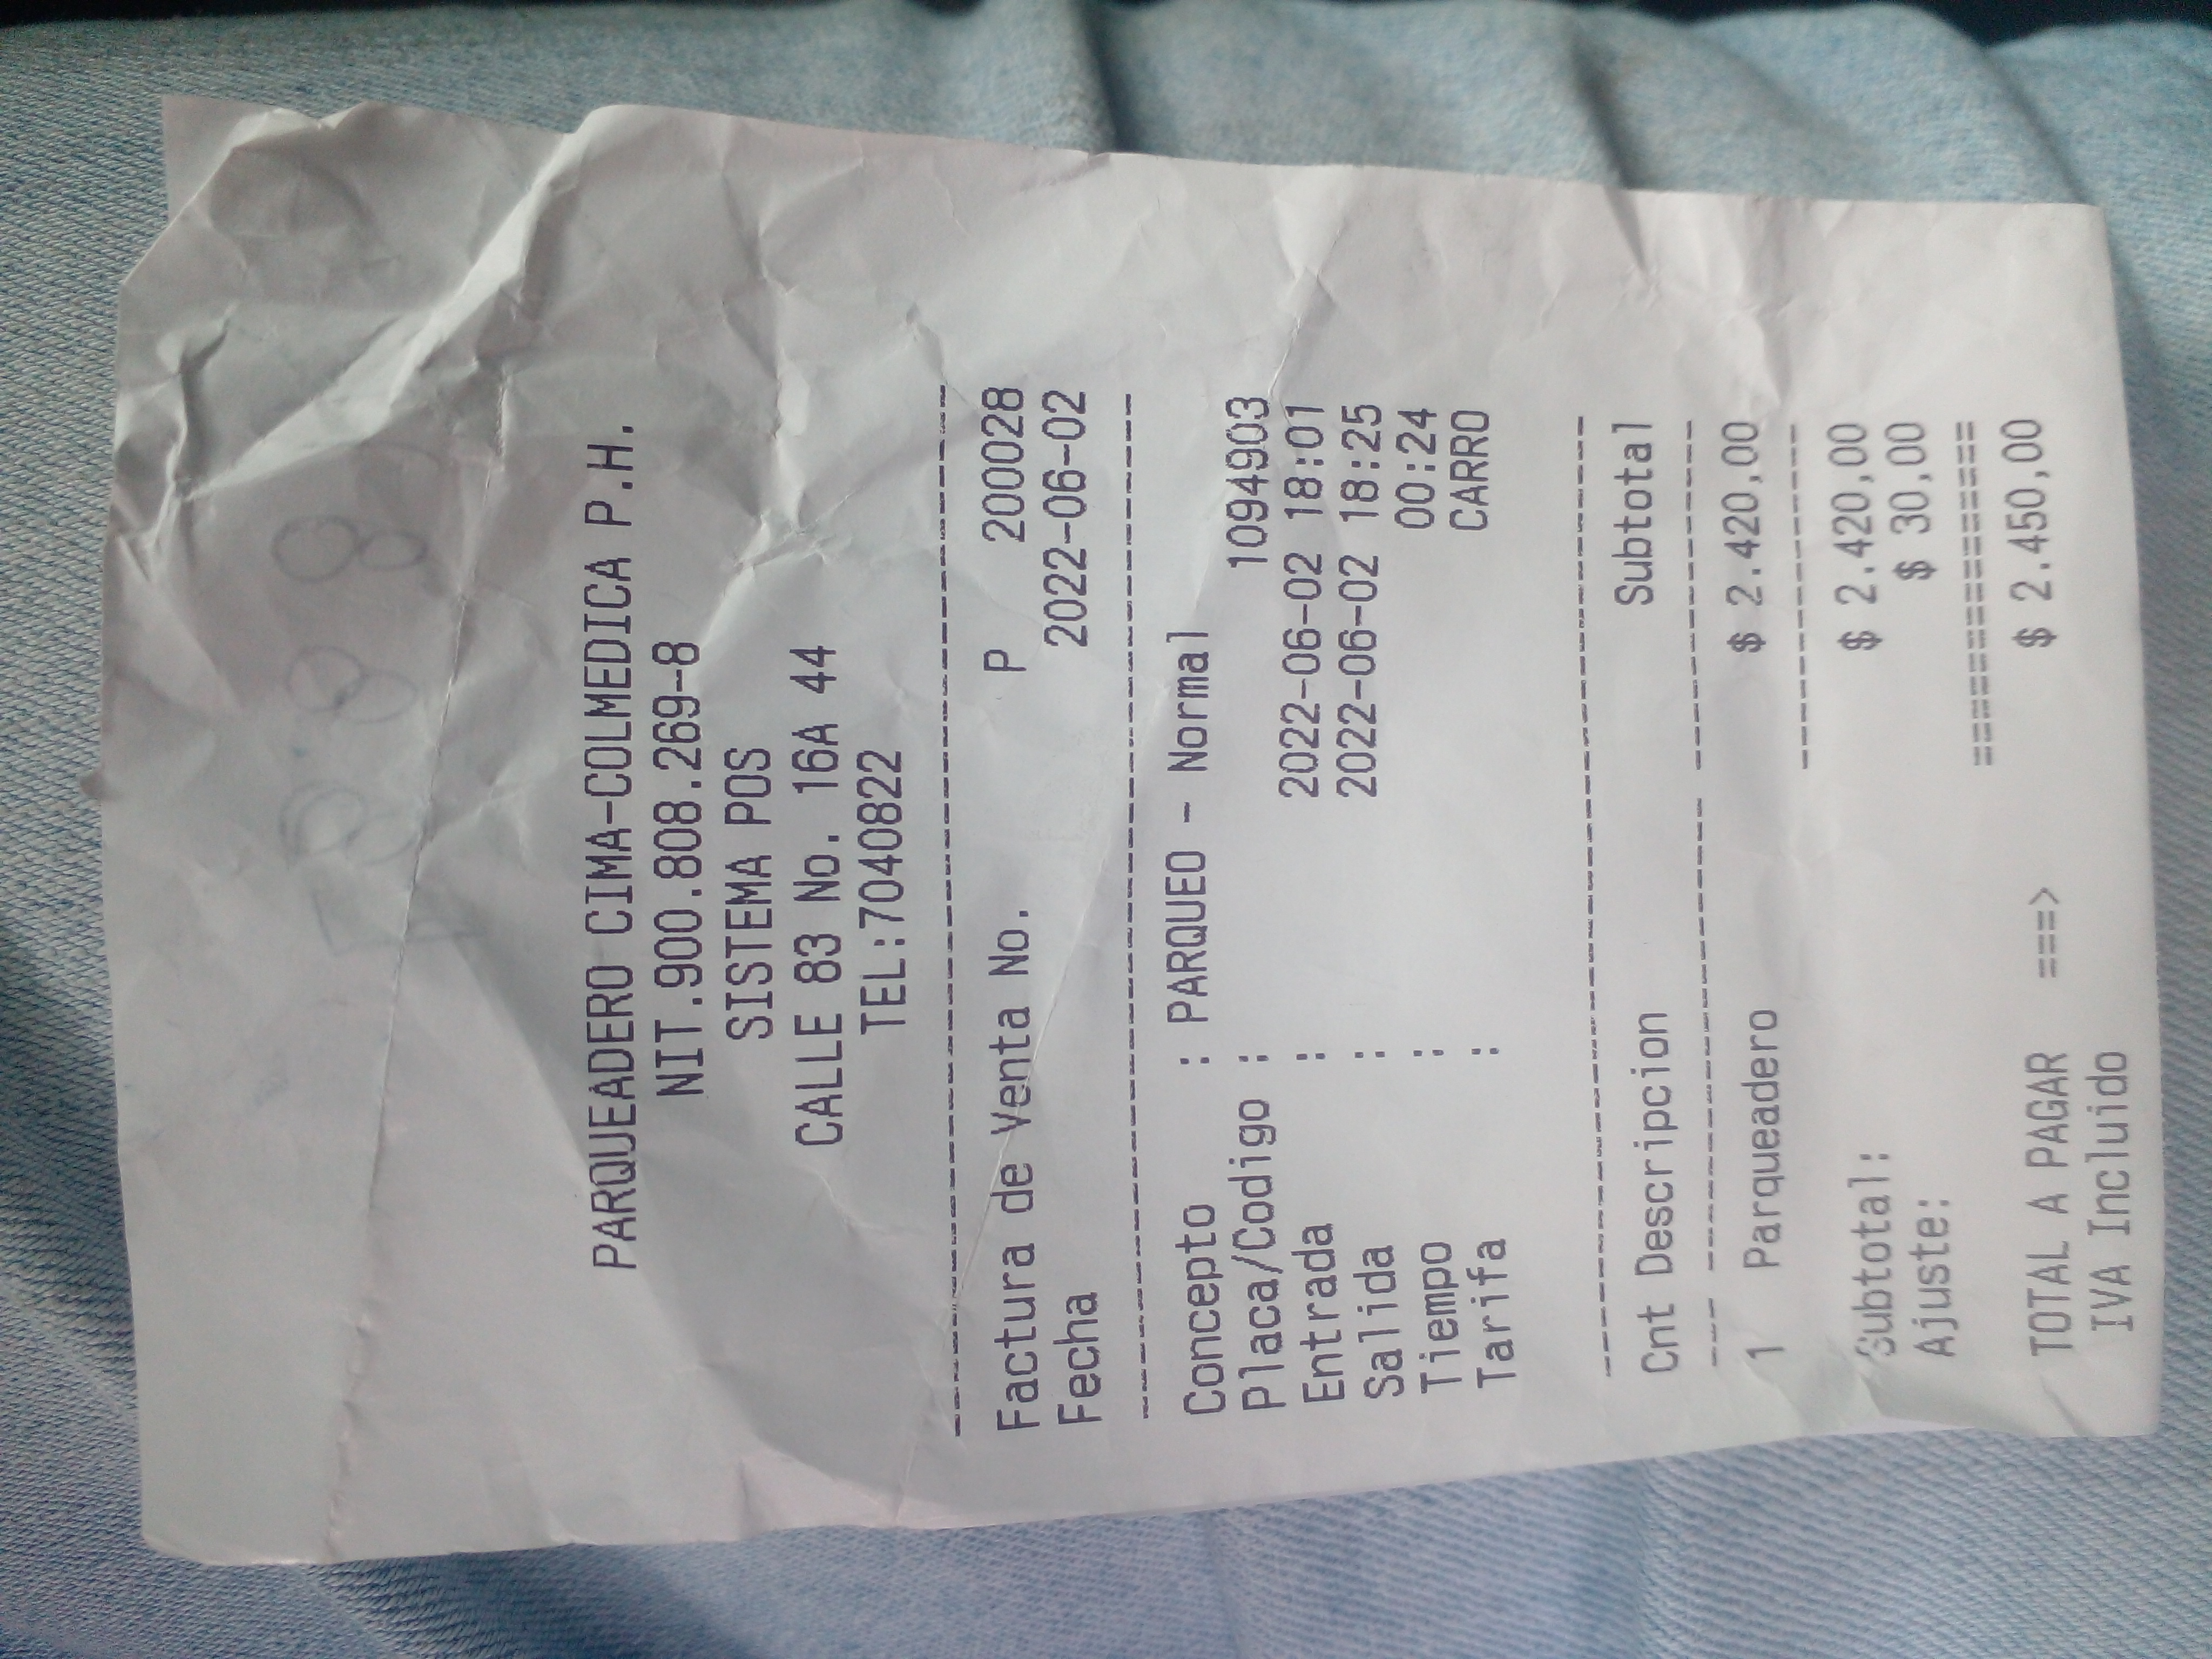 PARQUEADERO CIMA-COLMEDICA P.H.
NIT.900.808.269-8
SISTEMA POS
CALLE 83 No. 16A 44
TEL:7040822
--------------------------------
Factura de Venta No. P 200028
Fecha 2022-06-02
--------------------------------
Concepto : PARQUEO - Normal
Placa/Codigo : 1094903
Entrada : 2022-06-02 18:01
Salida : 2022-06-02 18:25
Tiempo : 00:24
Tarifa : CARRO
--------------------------------
Cnt Descripcion Subtotal
--- ---------------- -----------
1 Parqueadero $ 2.420,00
-----------
Subtotal: $ 2.420,00
Ajuste: $ 30,00
===========
TOTAL A PAGAR ===> $ 2.450,00
IVA Incluido